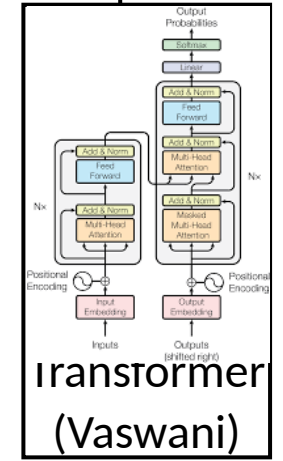 Output
Probabilities
Softmax
Linear
Add & Norm
Feed
Forward
Add & Norm
Multi-Head
Attention
Add & Norm
Masked
Multi-Head
Attention
Nx
Add & Norm
Feed
Forward
Add & Norm
Multi-Head
Attention
Nx
Positional
Encoding
Positional
Encoding
Input
Embedding
Output
Embedding
Inputs
Outputs
(shifted right)
Transformer
(Vaswani)